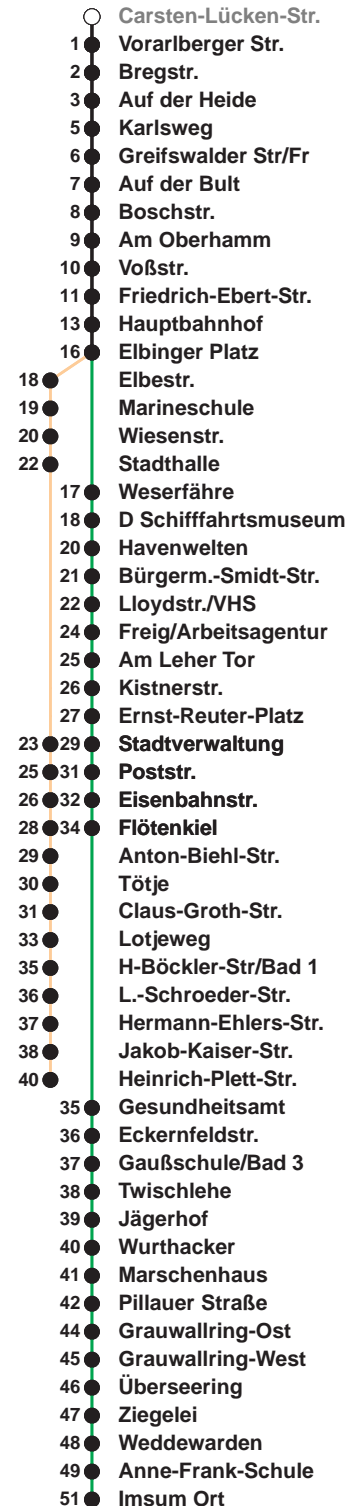 Carsten-Lücken-Str.
1 Vorarlberger Str.
2 Bregstr.
3 Auf der Heide
5 Karlsweg
6 Greifswalder Str/Fr
7 Auf der Bult
8 Boschstr.
9 Am Oberhamm
10 Voßstr.
11 Friedrich-Ebert-Str.
13 Hauptbahnhof
16 Elbinger Platz
18 Elbestr.
19 Marineschule
20 Wiesenstr.
22 Stadthalle
17 Weserfähre
18 D Schifffahrtsmuseum
20 Havenwelten
21 Bürgerm.-Smidt-Str.
22 Lloydstr./VHS
24 Freig/Arbeitsagentur
25 Am Leher Tor
26 Kistnerstr.
27 Ernst-Reuter-Platz
23 29 Stadtverwaltung
25 31 Poststr.
26 32 Eisenbahnstr.
28 34 Flötenkiel
29 Anton-Biehl-Str.
30 Tötje
31 Claus-Groth-Str.
33 Lotjeweg
35 H-Böckler-Str/Bad 1
36 L.-Schroeder-Str.
37 Hermann-Ehlers-Str.
38 Jakob-Kaiser-Str.
40 Heinrich-Plett-Str.
35 Gesundheitsamt
36 Eckernfeldstr.
37 Gaußschule/Bad 3
38 Twischlehe
39 Jägerhof
40 Wurthacker
41 Marschenhaus
42 Pillauer Straße
44 Grauwallring-Ost
45 Grauwallring-West
46 Überseering
47 Ziegelei
48 Weddewarden
49 Anne-Frank-Schule
51 Imsum Ort